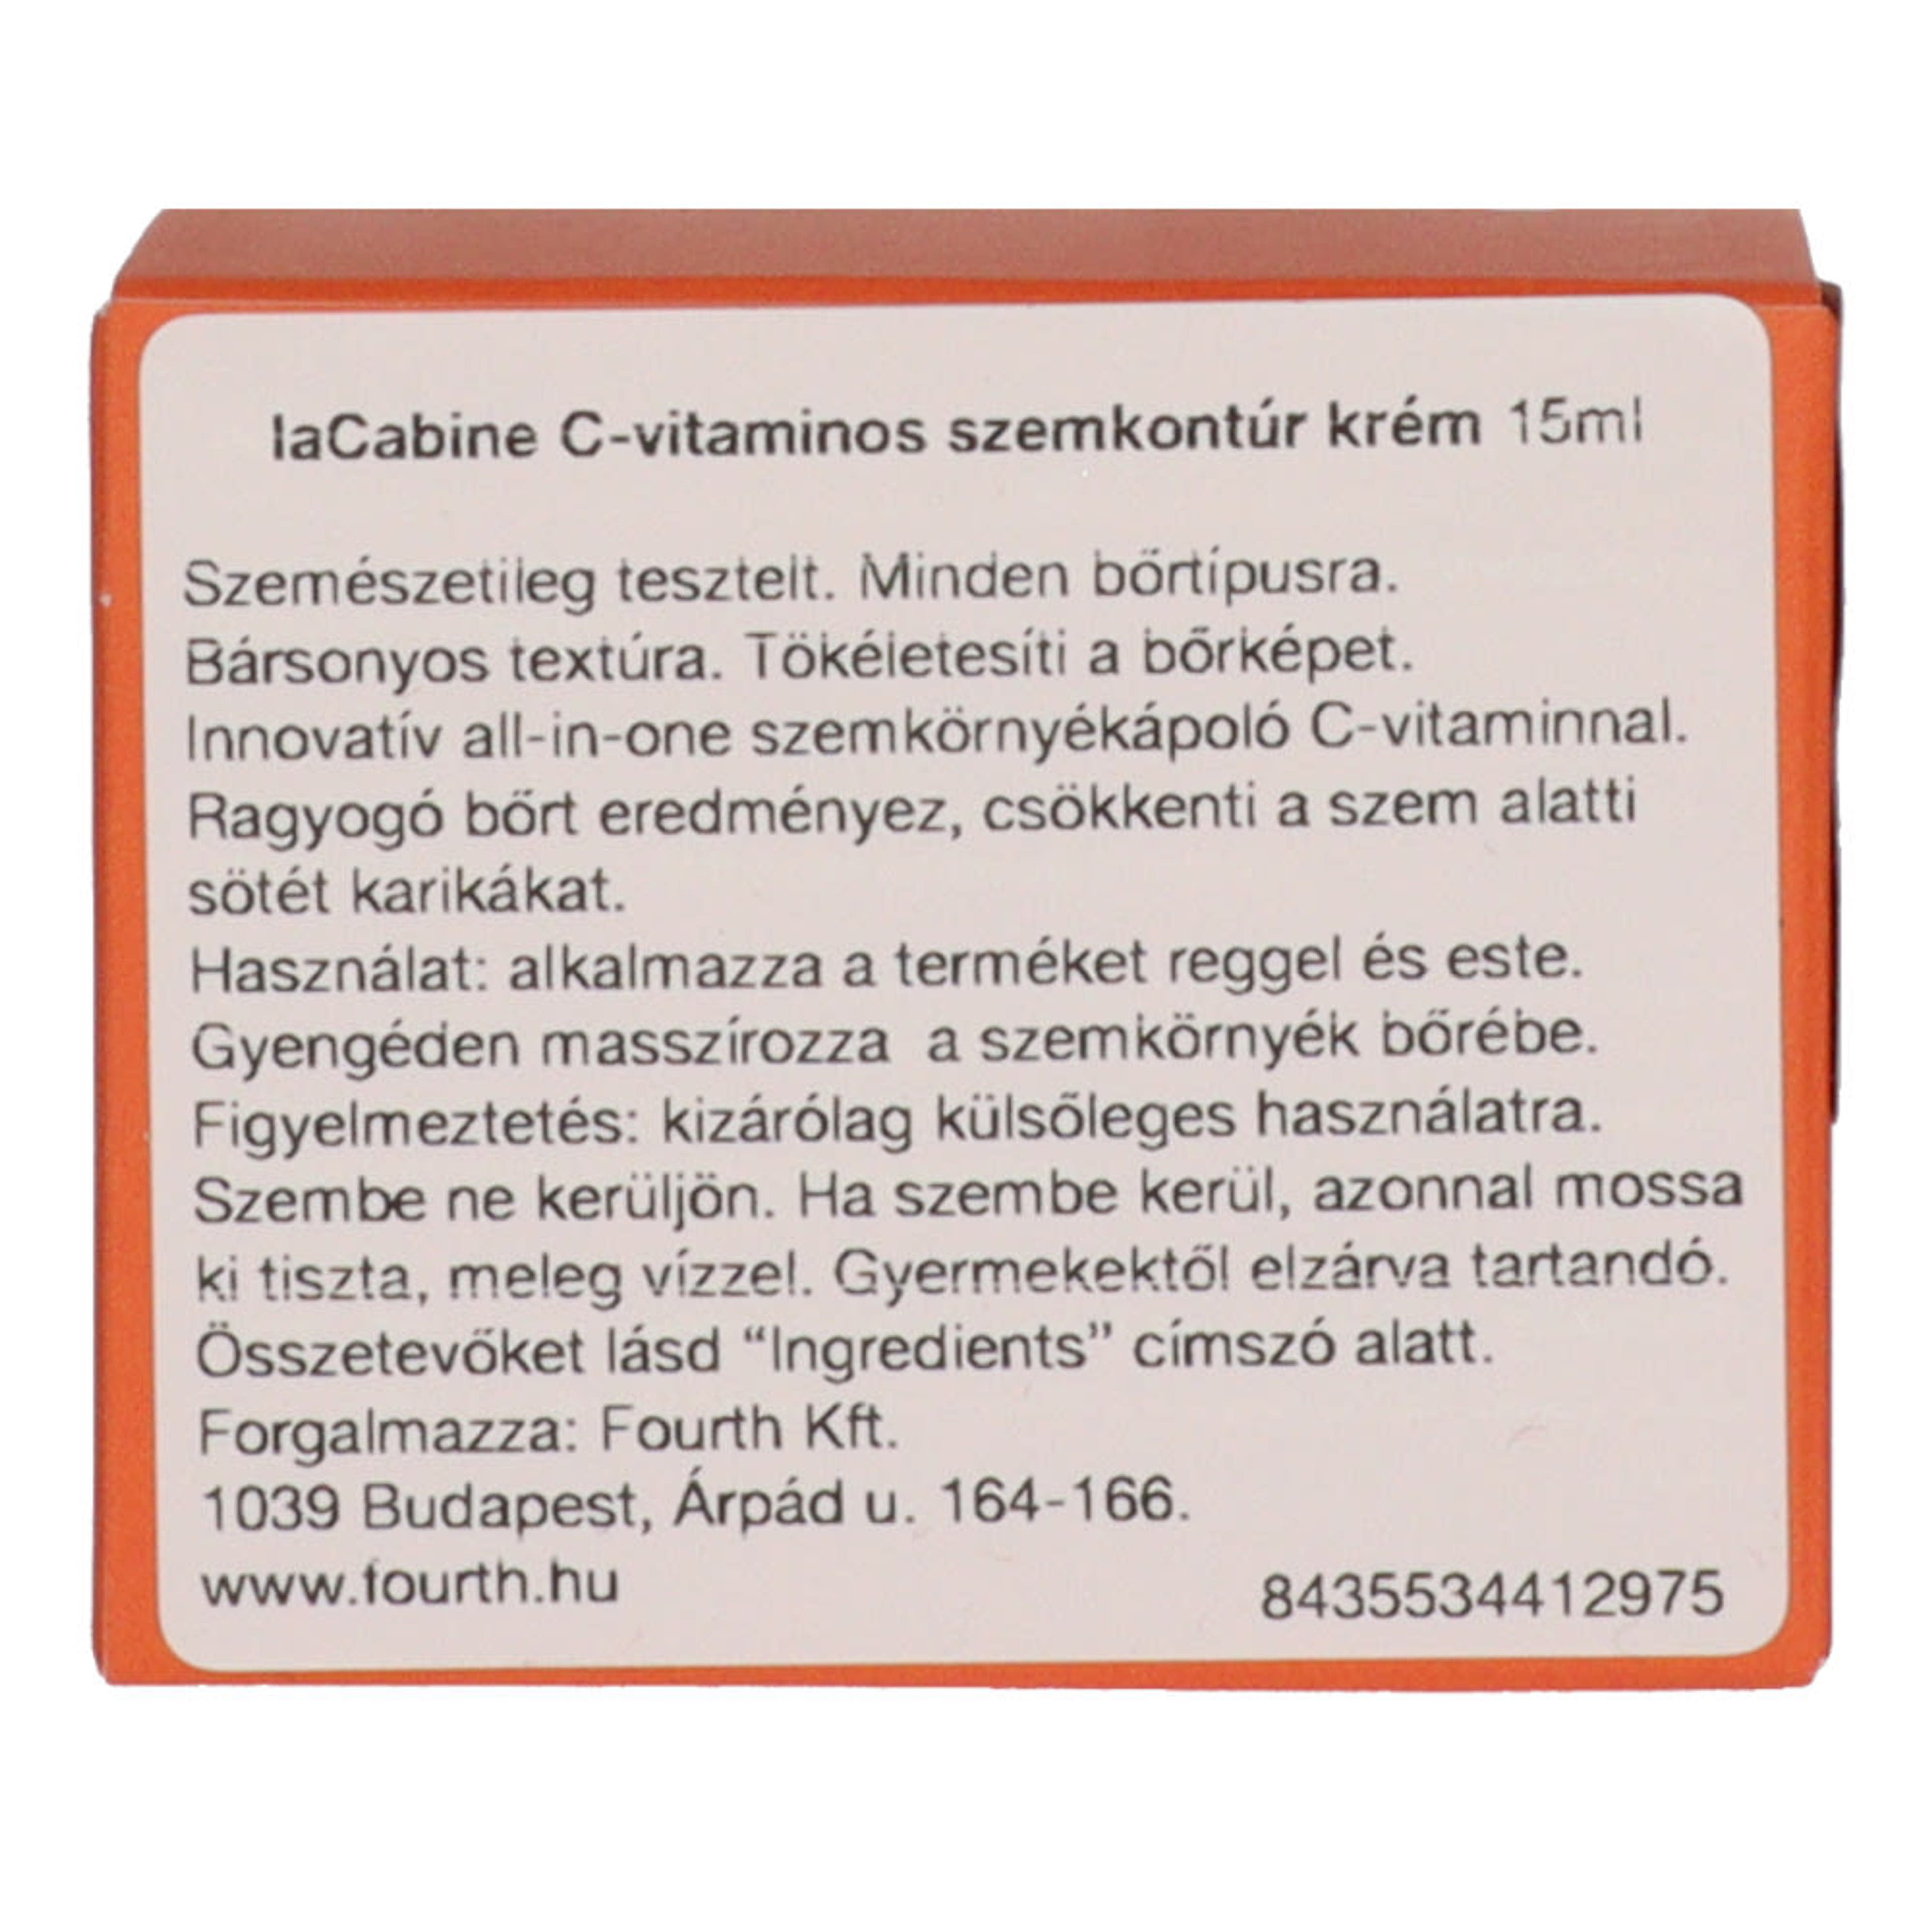 laCabine C-vitaminos szemkontúr krém 15ml
Szemészetileg tesztelt. Minden bőrtípusra.
Bársonyos textúra. Tökéletesíti a bőrképet.
Innovatív all-in-one szemkörnyékápoló C-vitaminnal.
Ragyogó bőrt eredményez, csökkenti a szem alatti
sötét karikákat.
Használat: alkalmazza a terméket reggel és este.
Gyengéden masszírozza a szemkörnyék bőrébe.
Figyelmeztetés: kizárólag külsőleges használatra.
Szembe ne kerüljön. Ha szembe kerül, azonnal mossa
ki tiszta, meleg vízzel. Gyermekektől elzárva tartandó.
Összetevőket lásd “Ingredients” címszó alatt.
Forgalmazza: Fourth Kft.
1039 Budapest, Árpád u. 164-166.
www.fourth.hu 8435534412975